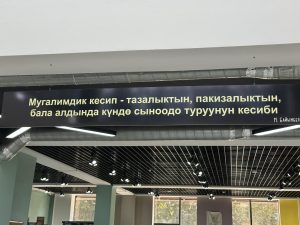 Мугалимдик кесип - тазалыктын, пакизалыктын,
бала алдында күндө сыноодо туруунун кесиби